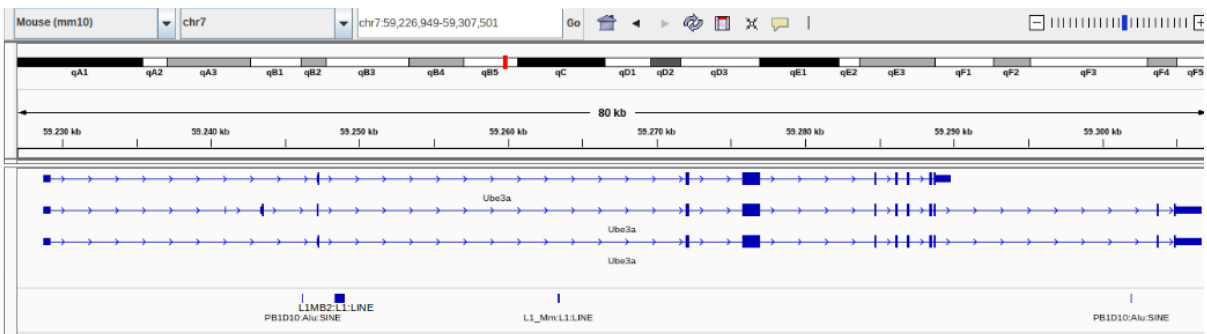 Mouse (mm10) chr7 chr7:59,226,949-59,307,501 Go
qA1 qA2 qA3 qB1 qB2 qB3 qB4 qB5 qC qD1 qD2 qD3 qE1 qE2 qE3 qF1 qF2 qF3 qF4 qF5
80 kb
59.230 kb 59.240 kb 59.250 kb 59.260 kb 59.270 kb 59.280 kb 59.290 kb 59.300 kb
Ube3a
Ube3a
Ube3a
L1MB2:L1:LINE
PB1D10:Alu:SINE L1_Mm:L1:LINE PB1D10:Alu:SINE